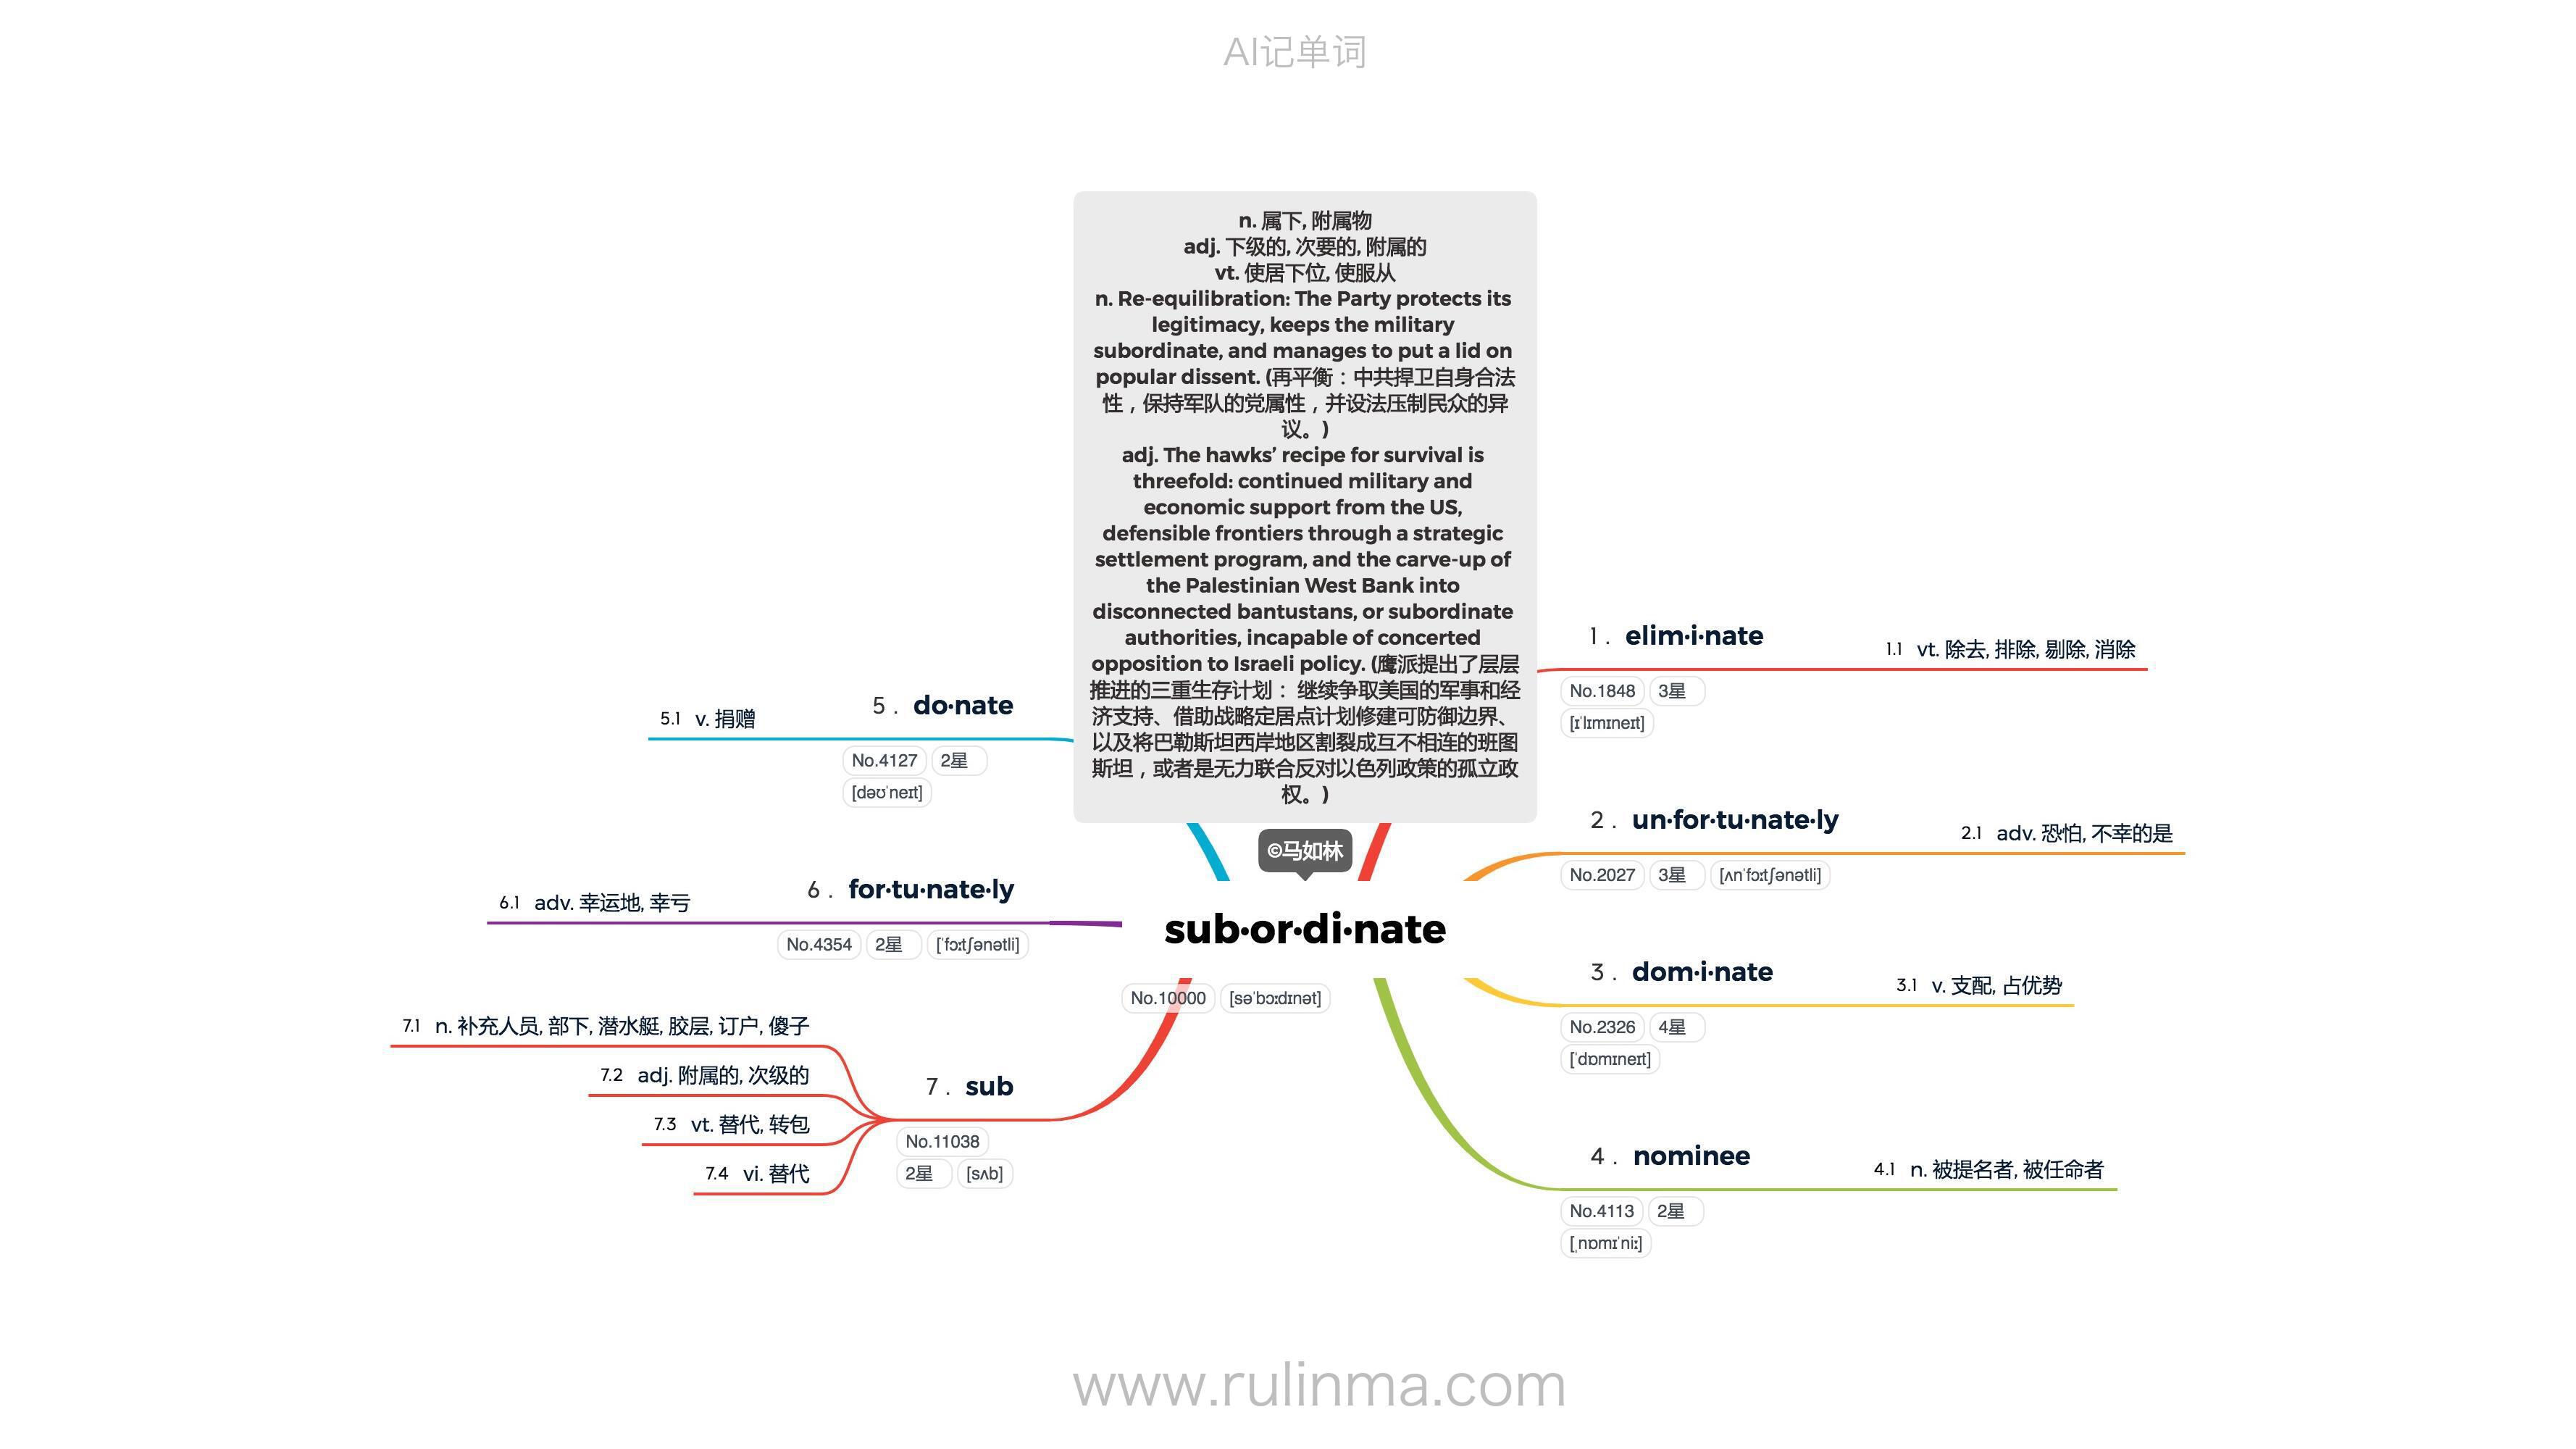 AI记单词
n. 属下, 附属物
adj. 下级的, 次要的, 附属的
vt. 使居下位, 使服从
n. Re-equilibration: The Party protects its
legitimacy, keeps the military
subordinate, and manages to put a lid on
popular dissent. (再平衡：中共捍卫自身合法
性，保持军队的党属性，并设法压制民众的异
议。)
adj. The hawks’ recipe for survival is
threefold: continued military and
economic support from the US,
defensible frontiers through a strategic
settlement program, and the carve-up of
the Palestinian West Bank into
disconnected bantustans, or subordinate
authorities, incapable of concerted
opposition to Israeli policy. (鹰派提出了层层
推进的三重生存计划： 继续争取美国的军事和经
济支持、借助战略定居点计划修建可防御边界、
以及将巴勒斯坦西岸地区割裂成互不相连的班图
斯坦，或者是无力联合反对以色列政策的孤立政
权。)
©马如林
sub·or·di·nate
No.10000 [səˈbɔːdɪnət]
1 . elim·i·nate
1.1 vt. 除去, 排除, 剔除, 消除
No.1848 3星
[ɪˈlɪmɪneɪt]
2 . un·for·tu·nate·ly
2.1 adv. 恐怕, 不幸的是
No.2027 3星 [ʌnˈfɔːtʃənətli]
3 . dom·i·nate
3.1 v. 支配, 占优势
No.2326 4星
[ˈdɒmɪneɪt]
4 . nominee
4.1 n. 被提名者, 被任命者
No.4113 2星
[ˌnɒmɪˈniː]
5 . do·nate
5.1 v. 捐赠
No.4127 2星
[dəʊˈneɪt]
6 . for·tu·nate·ly
6.1 adv. 幸运地, 幸亏
No.4354 2星 [ˈfɔːtʃənətli]
7 . sub
7.1 n. 补充人员, 部下, 潜水艇, 胶层, 订户, 傻子
7.2 adj. 附属的, 次级的
7.3 vt. 替代, 转包
7.4 vi. 替代
No.11038
2星 [sʌb]
www.rulinma.com